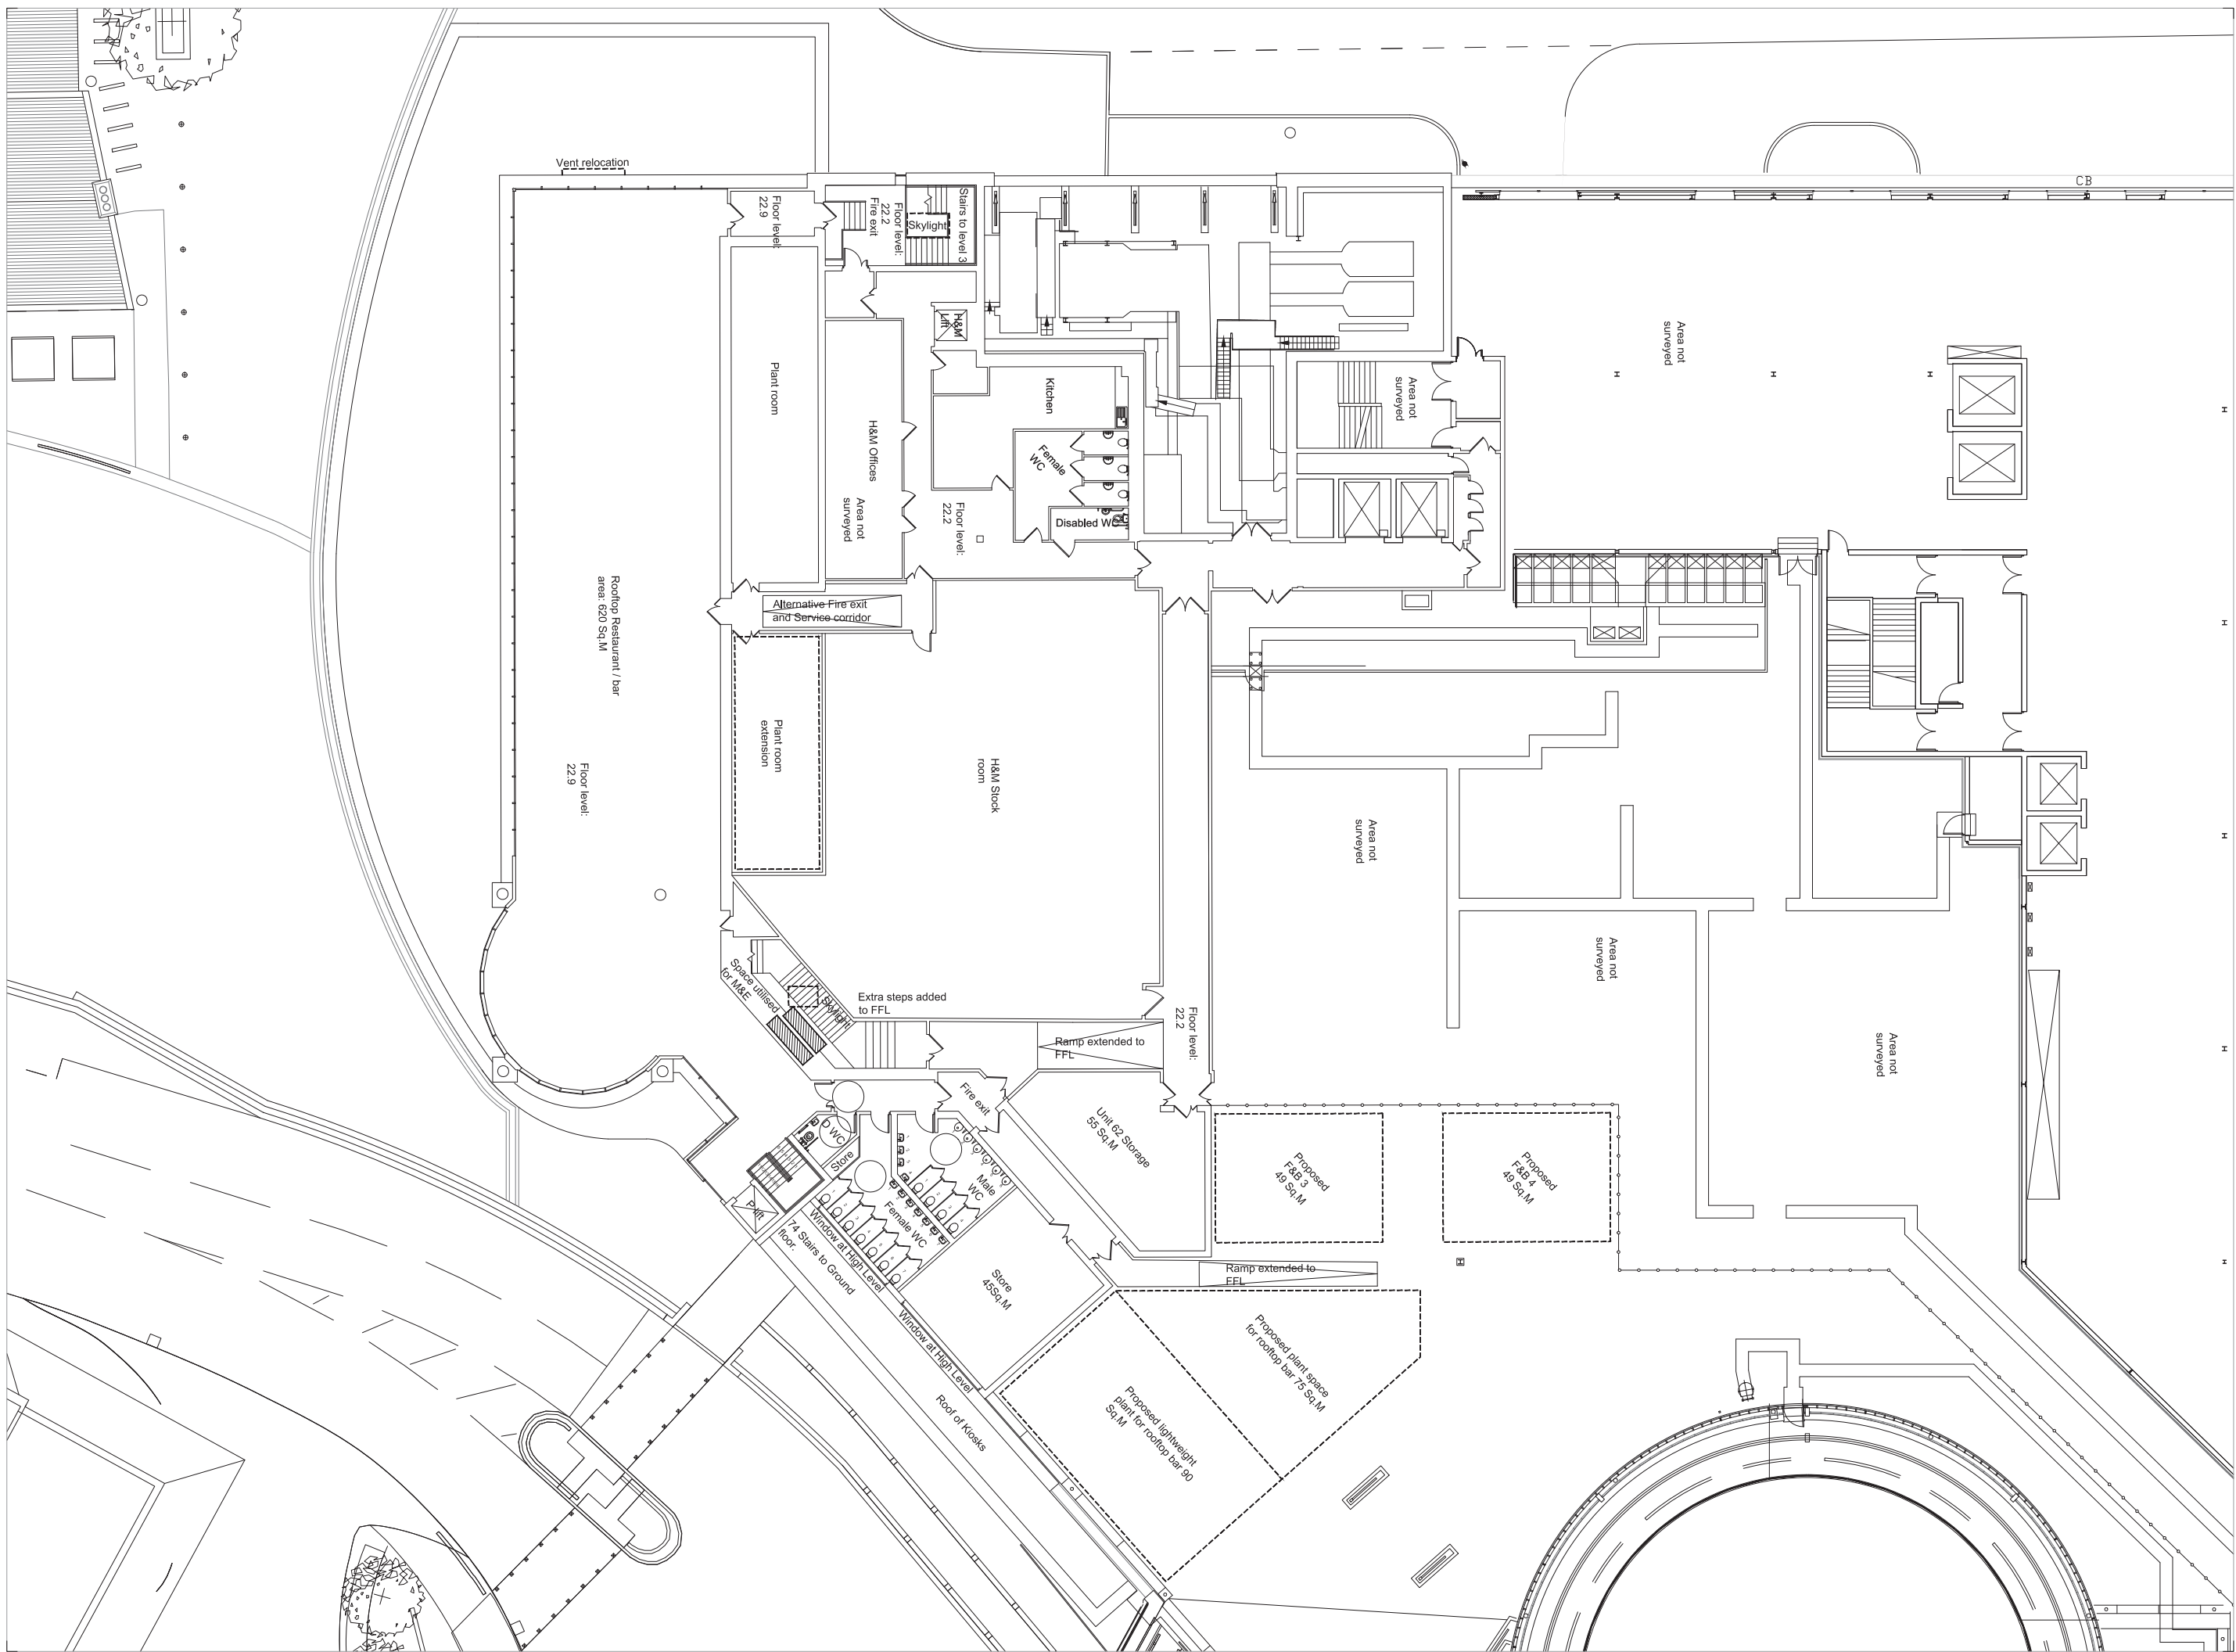 Vent relocation
CB
Floor level:
22.9
Fire exit
Floor level:
22.2
Skylight
Stairs to level 3
H&M
Lift
Area not
surveyed
Area not
surveyed
Plant room
H&M Offices
Area not
surveyed
Kitchen
Female
WC
Disabled WC
Floor level:
22.2
Alternative Fire exit
and Service corridor
Rooftop Restaurant / bar
area: 620 Sq.M
Floor level:
22.9
Plant room
extension
H&M Stock
room
Area not
surveyed
Area not
surveyed
Area not
surveyed
Space utilised
for M&E
Skylight
Extra steps added
to FFL
Ramp extended to
FFL
Floor level:
22.2
Fire exit
Unit 62 Storage
55 Sq.M
Proposed
F&B 3
49 Sq.M
Proposed
F&B 4
49 Sq.M
D WC
Store
Male
WC
Female WC
P-lift
Window at High Level
74 Stairs to Ground
floor.
Store
45Sq.M
Ramp extended to
FFL
Window at High Level
Roof of Kiosks
Proposed plant space
for rooftop bar 75 Sq.M
Proposed lightweight
plant for rooftop bar 90
Sq.M